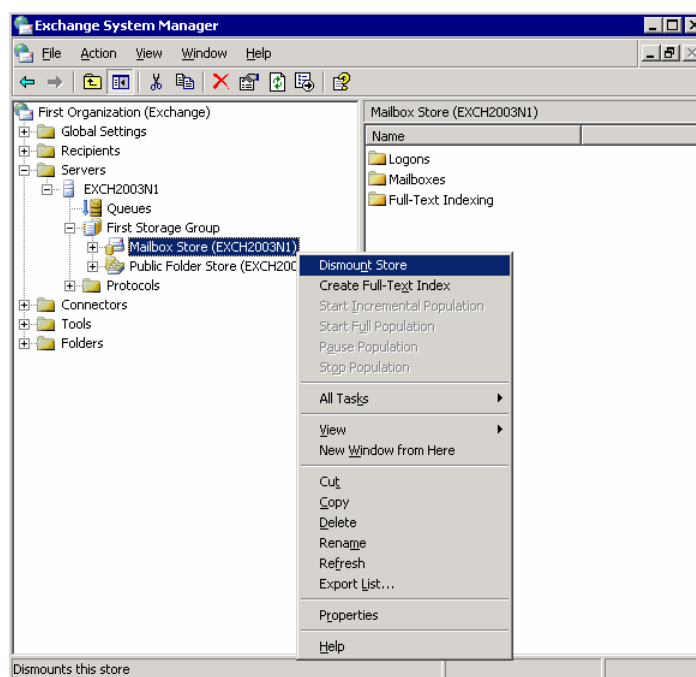 Exchange System Manager
File Action View Window Help
First Organization (Exchange)
Global Settings
Recipients
Servers
EXCH2003N1
Queues
First Storage Group
Mailbox Store (EXCH2003N1)
Public Folder Store (EXCH200
Protocols
Connectors
Tools
Folders
Mailbox Store (EXCH2003N1)
Name
Logons
Mailboxes
Full-Text Indexing
Dismount Store
Create Full-Text Index
Start Incremental Population
Start Full Population
Pause Population
Stop Population
All Tasks
View
New Window from Here
Cut
Copy
Delete
Rename
Refresh
Export List...
Properties
Help
Dismounts this store